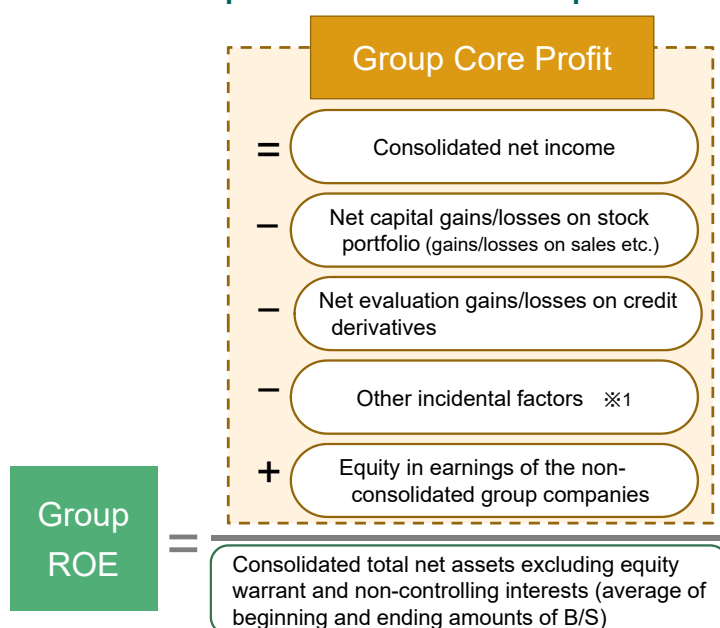 Group Core Profit
= Consolidated net income
− Net capital gains/losses on stock
portfolio (gains/losses on sales etc.)
− Net evaluation gains/losses on credit
derivatives
− Other incidental factors ※1
+ Equity in earnings of the non-
consolidated group companies
Group
ROE
=
Consolidated total net assets excluding equity
warrant and non-controlling interests (average of
beginning and ending amounts of B/S)